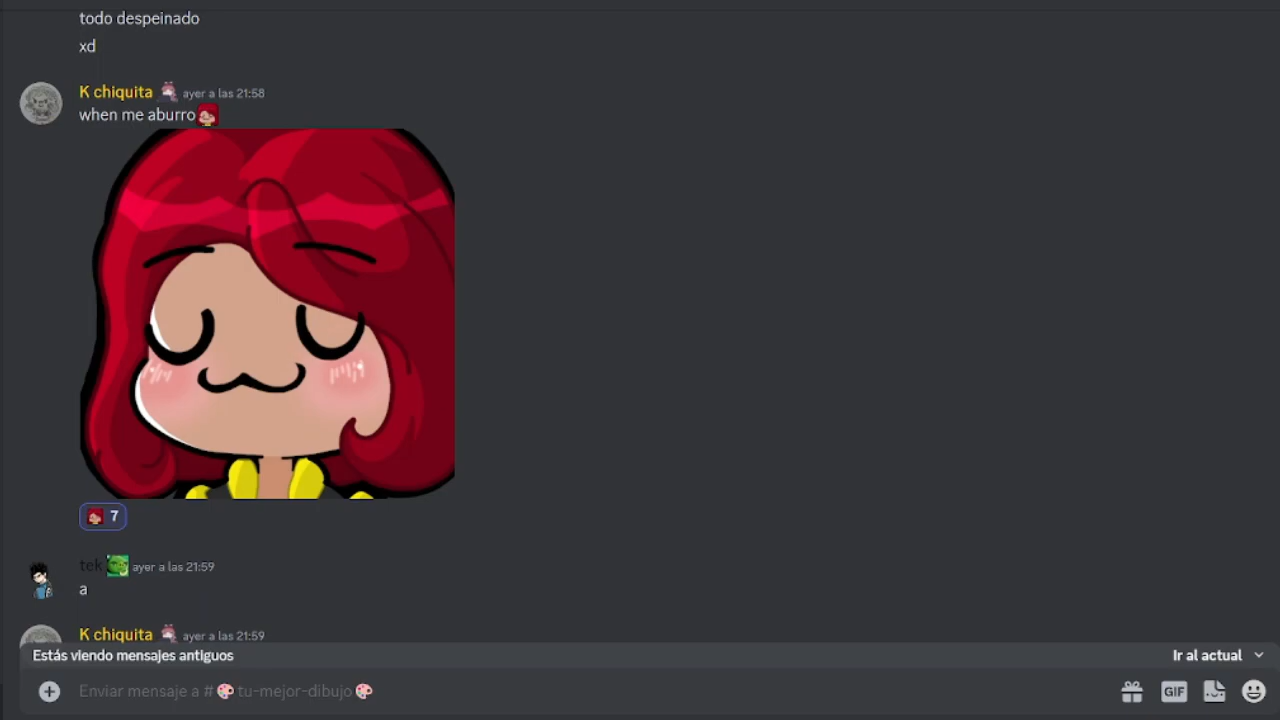 todo despeinado
xd
K chiquita ayer a las 21:58
when me aburro
7
tek ayer a las 21:59
a
K chiquita ayer a las 21:59
Estás viendo mensajes antiguos Ir al actual
Enviar mensaje a #🎨tu-mejor-dibujo🎨 GIF